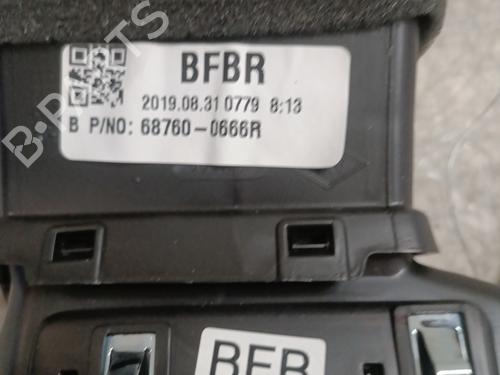 BFBR
2019.08.31 0779 8:13
B P/NO: 68760-0666R
BFB
B-Parts